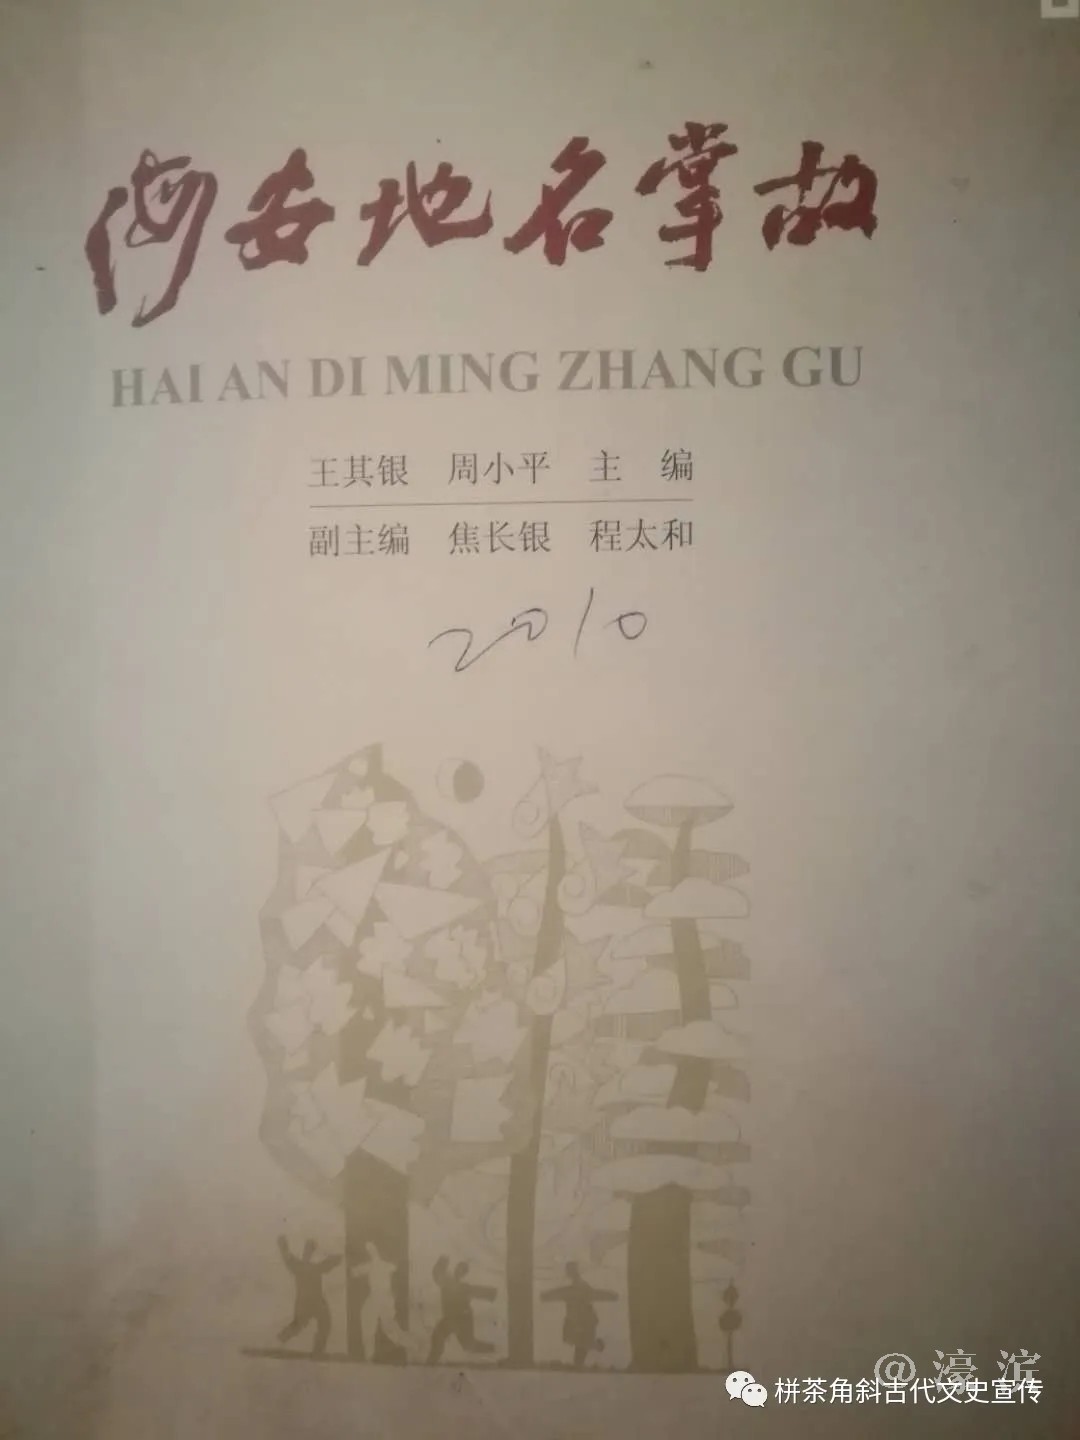 海安地名掌故
HAI AN DI MING ZHANG GU
王其银 周小平 主 编
副主编 焦长银 程太和
2010
@濠滨
栟茶角斜古代文史宣传